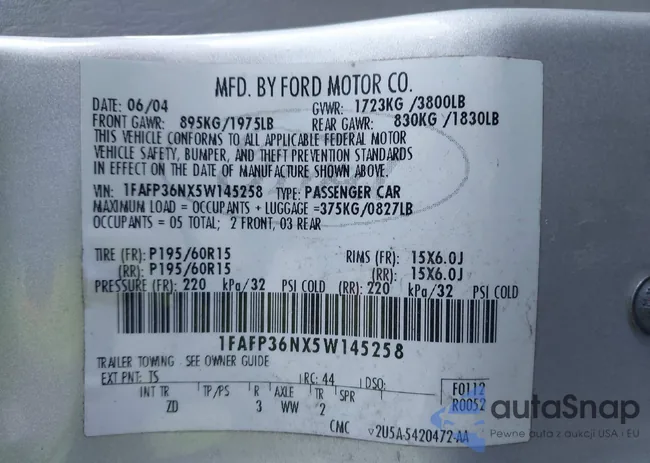 MFD. BY FORD MOTOR CO.
DATE: 06/04 GVWR: 1723KG /3800LB
FRONT GAWR: 895KG/1975LB REAR GAWR: 830KG /1830LB
THIS VEHICLE CONFORMS TO ALL APPLICABLE FEDERAL MOTOR
VEHICLE SAFETY, BUMPER, AND THEFT PREVENTION STANDARDS
IN EFFECT ON THE DATE OF MANUFACTURE SHOWN ABOVE.
VIN: 1FAFP36NX5W145258 TYPE: PASSENGER CAR
MAXIMUM LOAD = OCCUPANTS + LUGGAGE =375KG/0827LB
OCCUPANTS = 05 TOTAL; 2 FRONT, 03 REAR
TIRE (FR): P195/60R15 RIMS (FR): 15X6.0J
(RR): P195/60R15 (RR): 15X6.0J
PRESSURE (FR): 220 kPa/32 PSI COLD (RR): 220 kPa/32 PSI COLD
1FAFP36NX5W145258
TRAILER TOWING SEE OWNER GUIDE
EXT PNT: TS RC: 44 DSO: F0112
INT TR TP/PS R AXLE TR SPR R0052
ZD 3 WW 2
CMC ▽2U5A-5420472-AA
autaSnap
Pewne auta z aukcji USA i EU